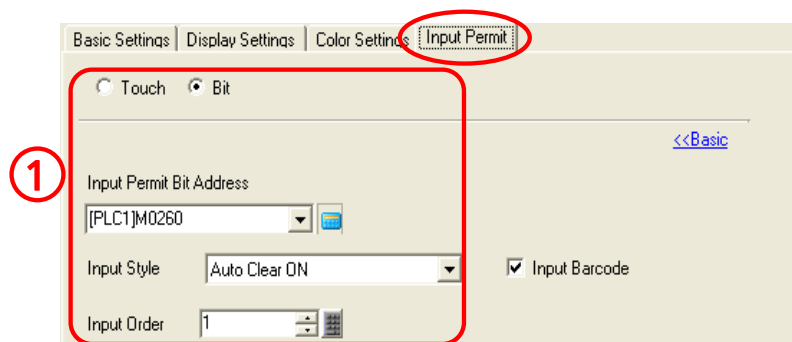 Basic Settings Display Settings Color Settings Input Permit
Touch Bit
<<Basic
1
Input Permit Bit Address
[PLC1]M0260
Input Style Auto Clear ON Input Barcode
Input Order 1